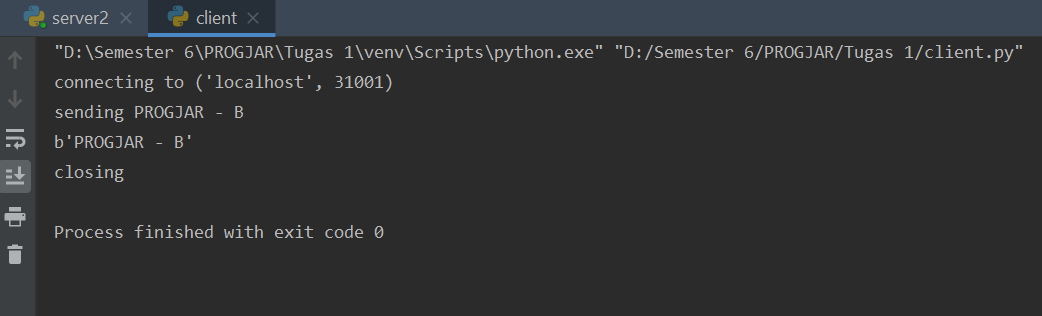 server2 client
"D:\Semester 6\PROGJAR\Tugas 1\venv\Scripts\python.exe" "D:/Semester 6/PROGJAR/Tugas 1/client.py"
connecting to ('localhost', 31001)
sending PROGJAR - B
b'PROGJAR - B'
closing
Process finished with exit code 0